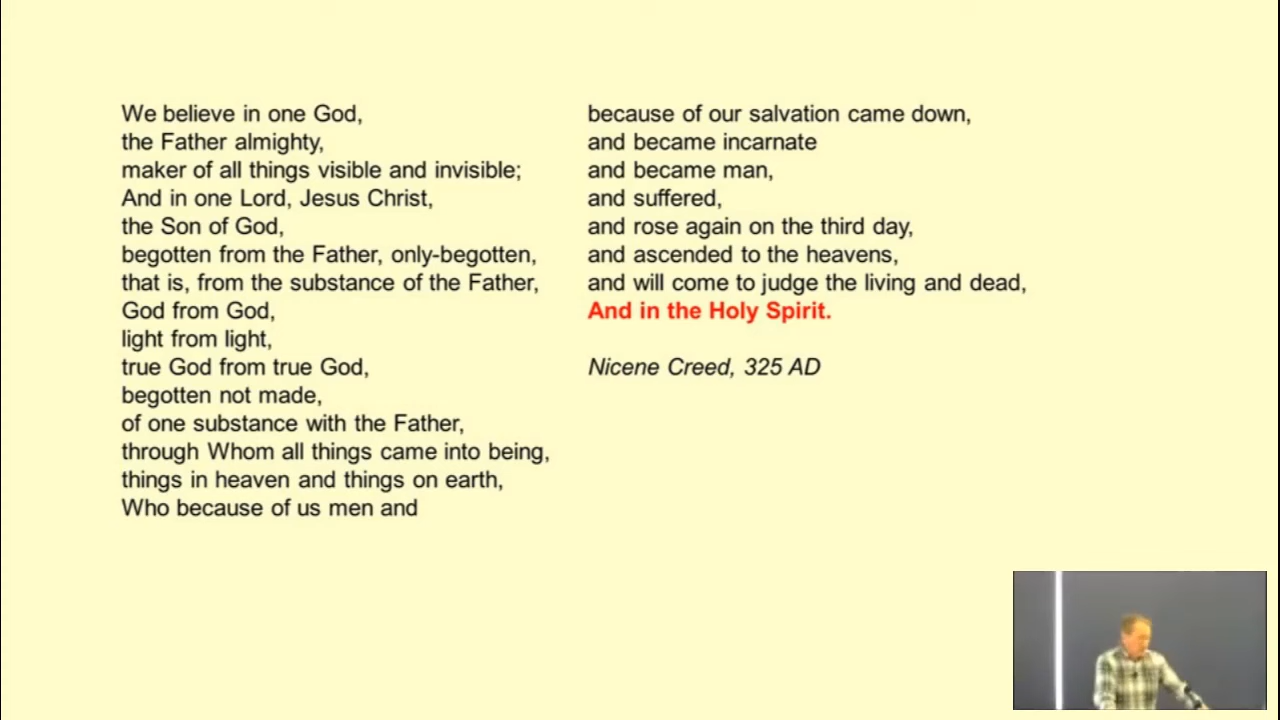 We believe in one God,
the Father almighty,
maker of all things visible and invisible;
And in one Lord, Jesus Christ,
the Son of God,
begotten from the Father, only-begotten,
that is, from the substance of the Father,
God from God,
light from light,
true God from true God,
begotten not made,
of one substance with the Father,
through Whom all things came into being,
things in heaven and things on earth,
Who because of us men and
because of our salvation came down,
and became incarnate
and became man,
and suffered,
and rose again on the third day,
and ascended to the heavens,
and will come to judge the living and dead,
And in the Holy Spirit.
Nicene Creed, 325 AD